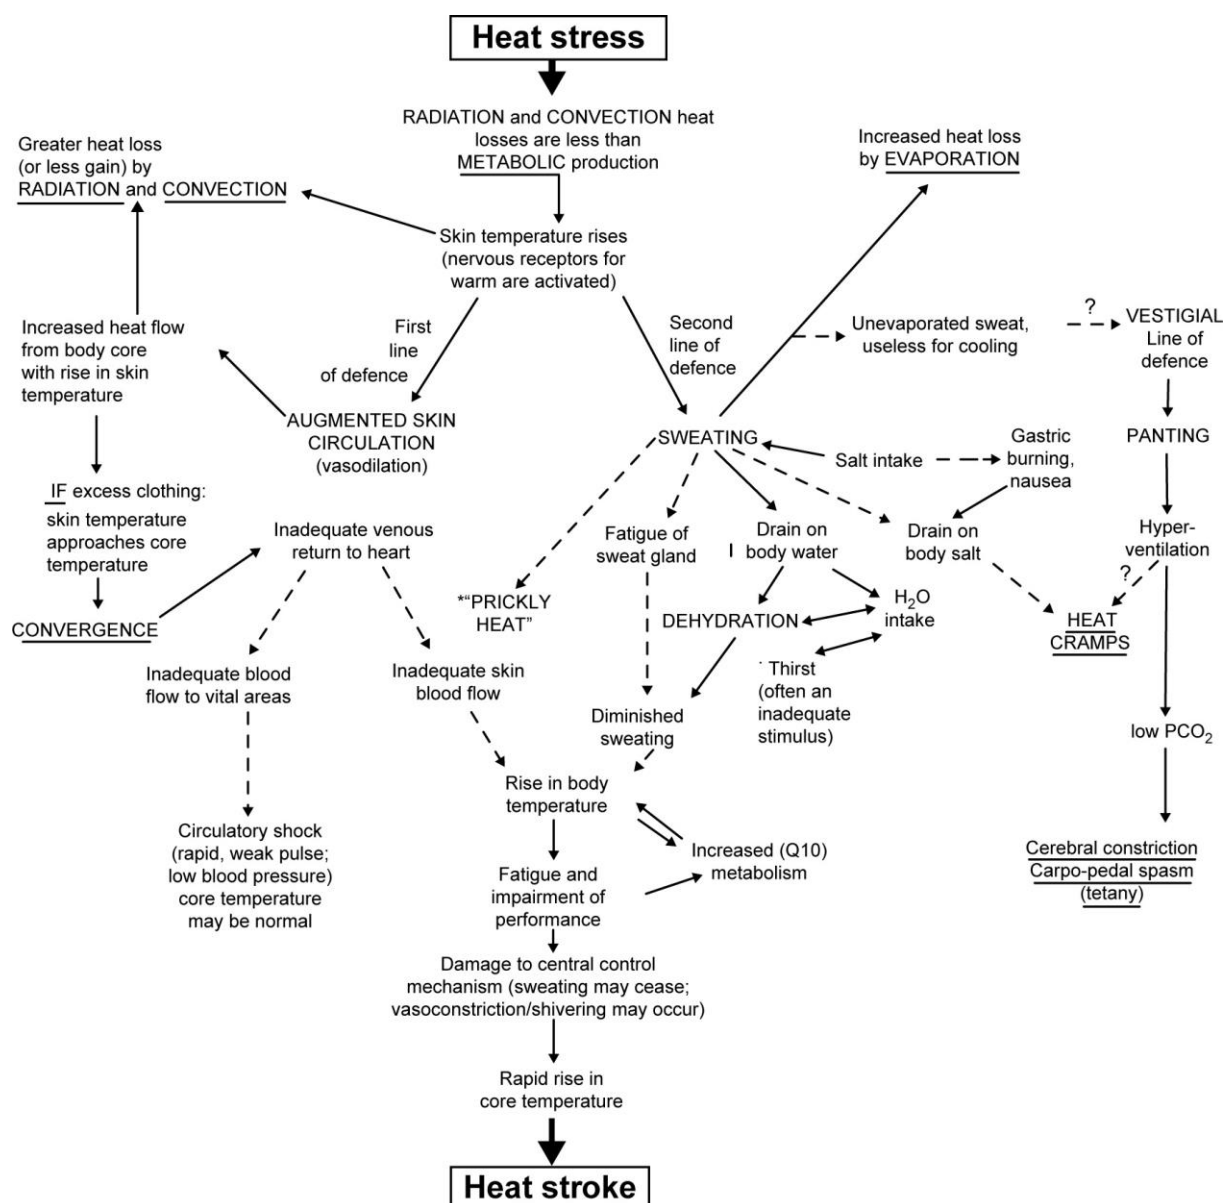 Heat stress
RADIATION and CONVECTION heat
losses are less than
METABOLIC production
Greater heat loss
(or less gain) by
RADIATION and CONVECTION
Increased heat loss
by EVAPORATION
Skin temperature rises
(nervous receptors for
warm are activated)
First
line
of defence
Second
line of
defence
Increased heat flow
from body core
with rise in skin
temperature
AUGMENTED SKIN
CIRCULATION
(vasodilation)
Unevaporated sweat,
useless for cooling
?
VESTIGIAL
Line of
defence
SWEATING
Salt intake
Gastric
burning,
nausea
PANTING
IF excess clothing:
skin temperature
approaches core
temperature
CONVERGENCE
Inadequate venous
return to heart
*“PRICKLY
HEAT”
Fatigue of
sweat gland
Drain on
body water
Drain on
body salt
Hyper-
ventilation
?
DEHYDRATION
H₂O
intake
HEAT
CRAMPS
Inadequate blood
flow to vital areas
Inadequate skin
blood flow
Diminished
sweating
Thirst
(often an
inadequate
stimulus)
low PCO₂
Rise in body
temperature
Circulatory shock
(rapid, weak pulse;
low blood pressure)
core temperature
may be normal
Fatigue and
impairment of
performance
Increased (Q10)
metabolism
Cerebral constriction
Carpo-pedal spasm
(tetany)
Damage to central control
mechanism (sweating may cease;
vasoconstriction/shivering may occur)
Rapid rise in
core temperature
Heat stroke